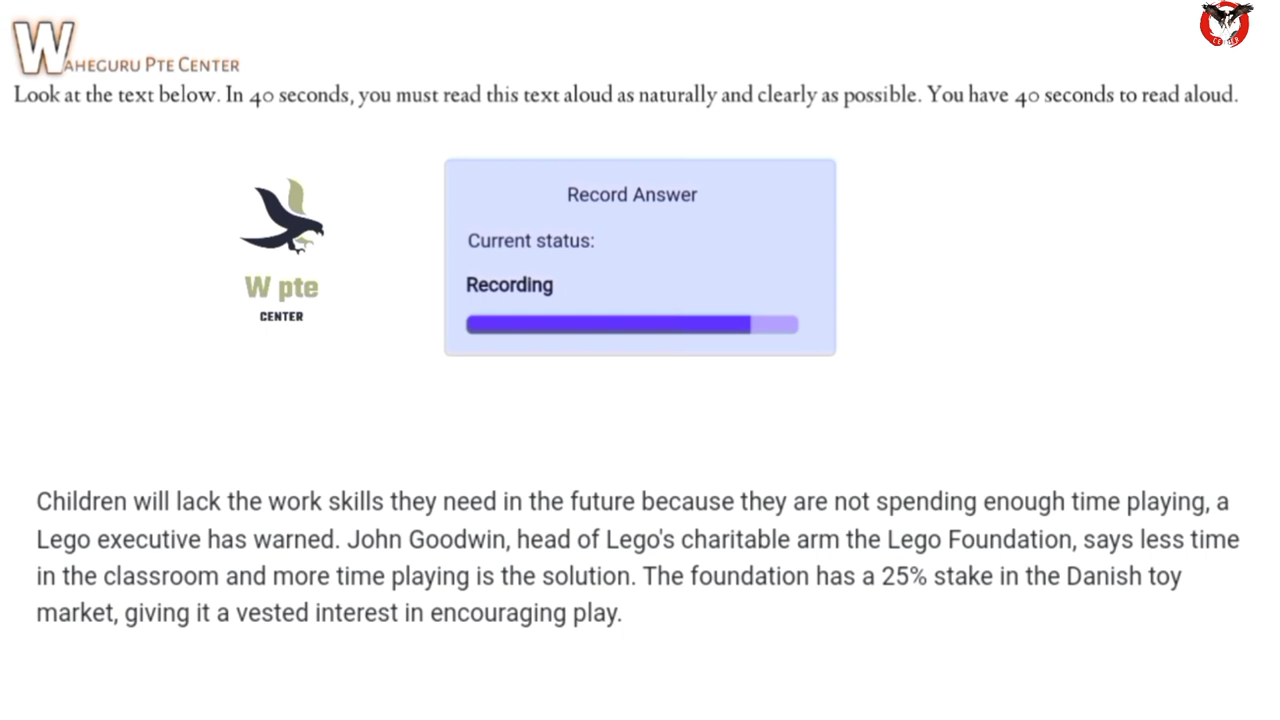 WAHEGURU PTE CENTER
Look at the text below. In 40 seconds, you must read this text aloud as naturally and clearly as possible. You have 40 seconds to read aloud.
Record Answer
Current status:
Recording
W pte
CENTER
Children will lack the work skills they need in the future because they are not spending enough time playing, a
Lego executive has warned. John Goodwin, head of Lego's charitable arm the Lego Foundation, says less time
in the classroom and more time playing is the solution. The foundation has a 25% stake in the Danish toy
market, giving it a vested interest in encouraging play.